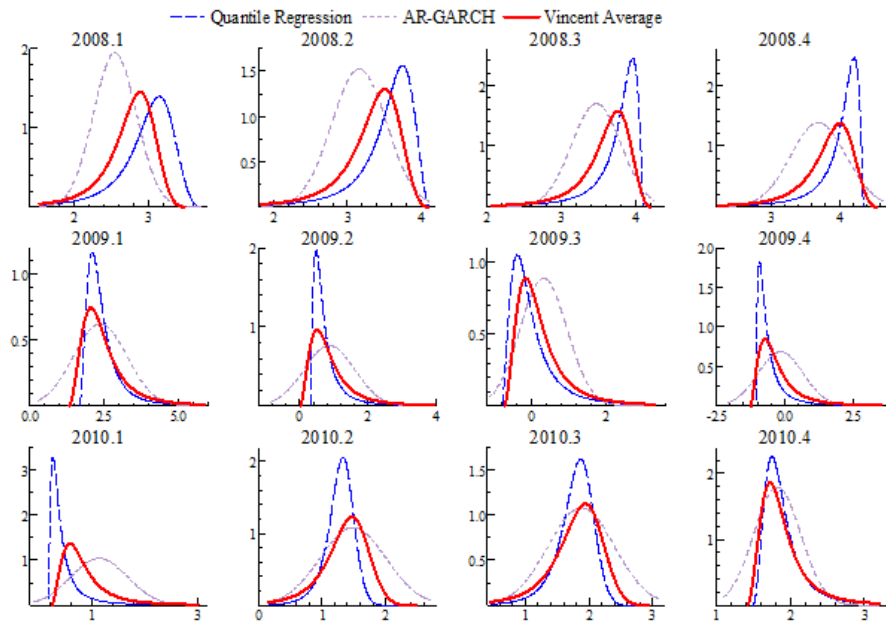 Quantile Regression AR-GARCH Vincent Average
2008.1 2008.2 2008.3 2008.4
2 1 2 3
1.5 1.0 0.5 2 3 4
2 1 2 3 4
2 1 3 4
2009.1 2009.2 2009.3 2009.4
1.0 0.5 0.0 2.5 5.0
2 1 0 2 4
1.0 0.5 0 2
2.0 1.5 1.0 0.5 -2.5 0.0 2.5
2010.1 2010.2 2010.3 2010.4
3 2 1 1 3
2 1 0 1 2
1.5 1.0 0.5 1 2 3
2 1 1 2 3